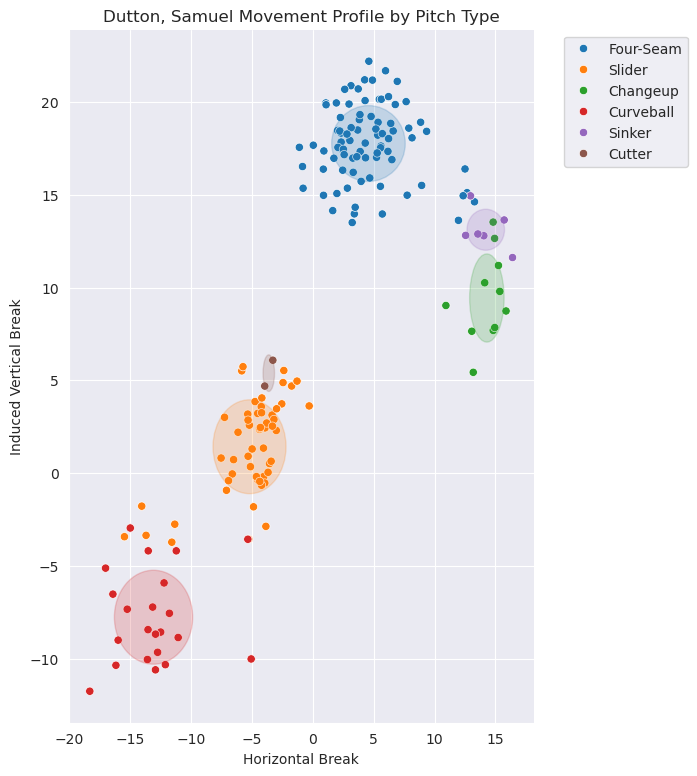 Dutton, Samuel Movement Profile by Pitch Type
Four-Seam
Slider
Changeup
Curveball
Sinker
Cutter
Induced Vertical Break
20
15
10
5
0
−5
−10
−20
−15
−10
−5
0
5
10
15
Horizontal Break